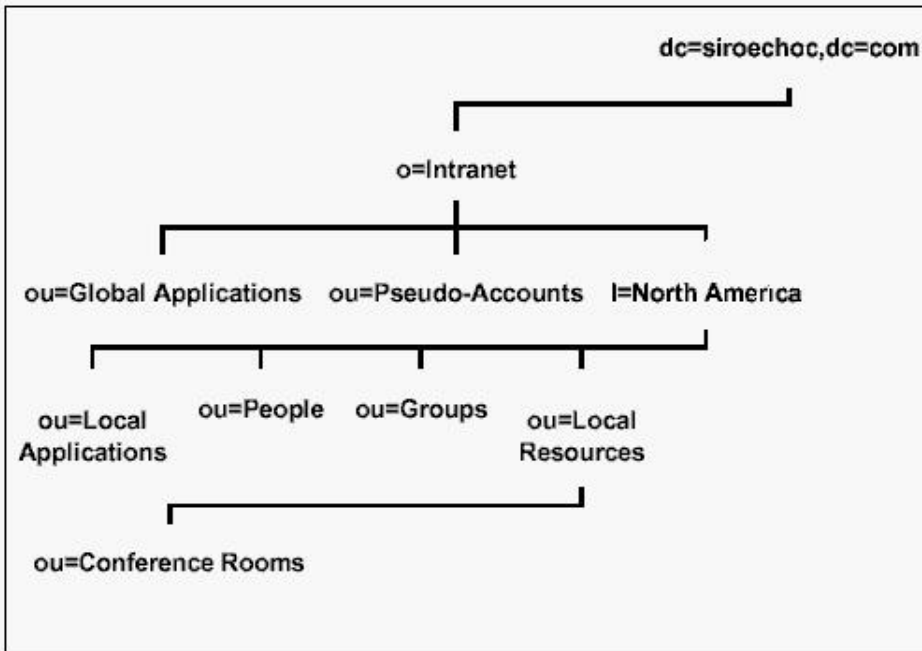 dc=siroechoc,dc=com
o=Intranet
ou=Global Applications
ou=Pseudo-Accounts
l=North America
ou=Local
Applications
ou=People
ou=Groups
ou=Local
Resources
ou=Conference Rooms